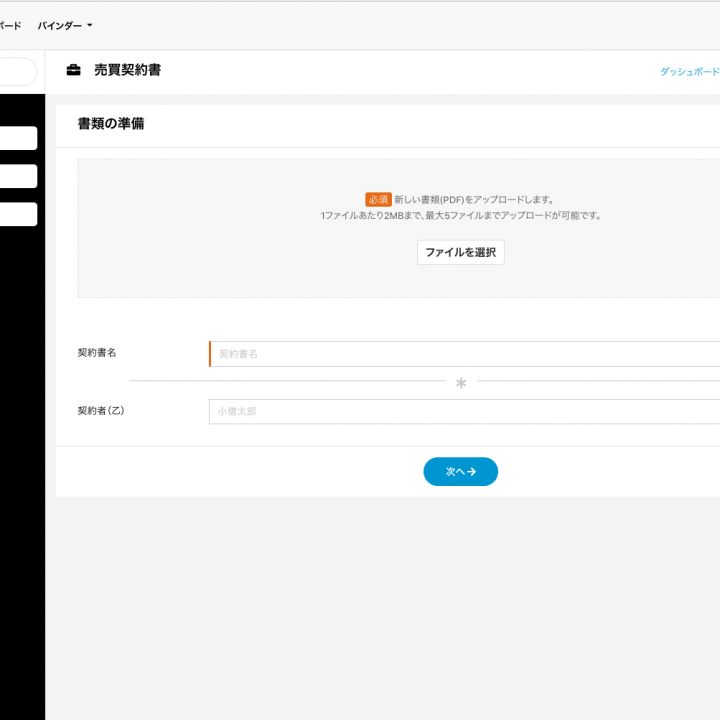 ボード バインダー
売買契約書
ダッシュボード
書類の準備
必須 新しい書類(PDF)をアップロードします。
1ファイルあたり2MBまで、最大5ファイルまでアップロードが可能です。
ファイルを選択
契約書名 契約書名
*
契約者(乙) 小僧太郎
次へ→